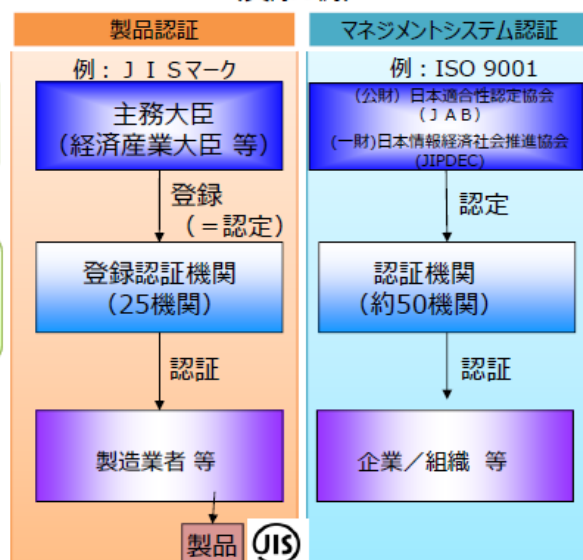 製品認証
例：ＪＩＳマーク
主務大臣
（経済産業大臣 等）
登録
（＝認定）
登録認証機関
（25機関）
認証
製造業者 等
製品
JIS
マネジメントシステム認証
例：ISO 9001
(公財）日本適合性認定協会
（ＪＡＢ）
(一財)日本情報経済社会推進協会
(JIPDEC)
認定
認証機関
（約50機関）
認証
企業／組織 等